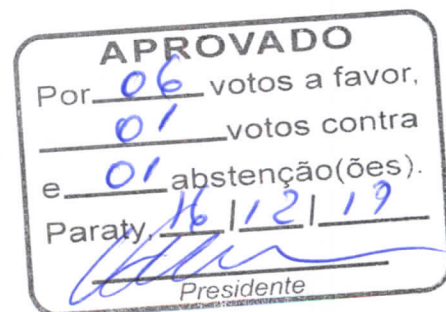 APROVADO
Por 06 votos a favor,
01 votos contra
e 01 abstenção(ões).
Paraty, 16 / 12 / 19
Presidente